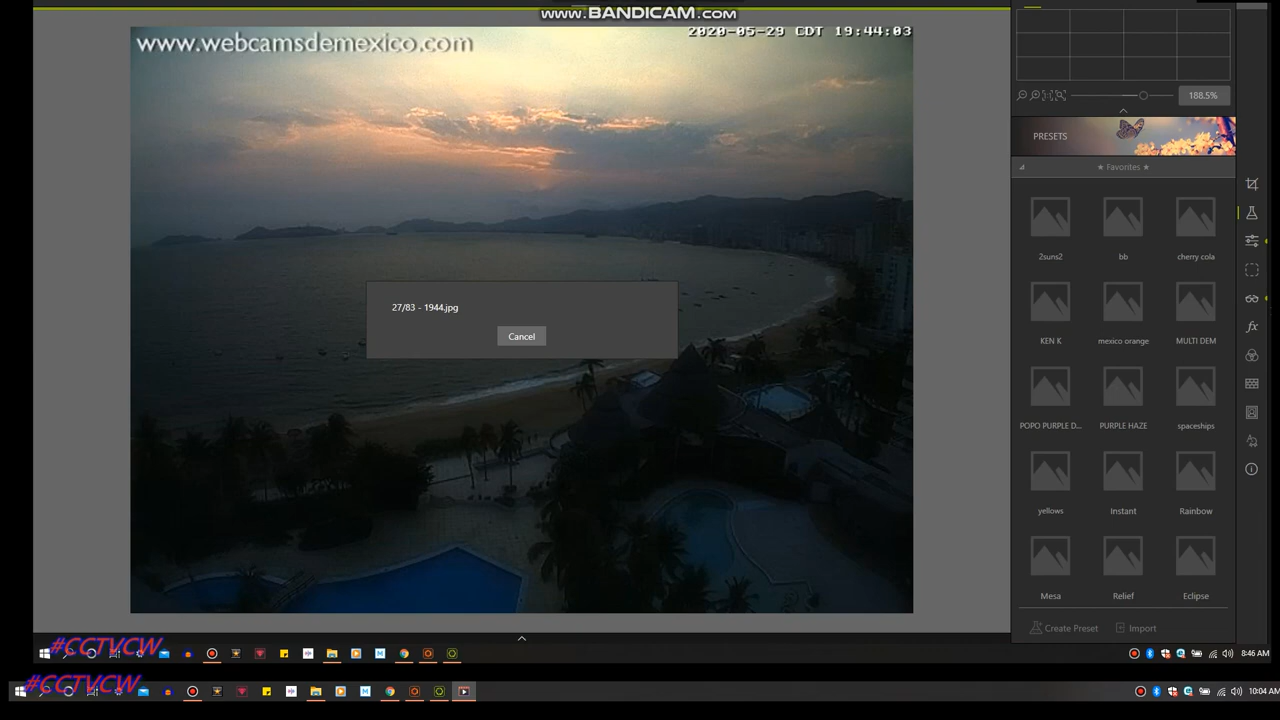 www.BANDICAM.com
www.webcamsdemexico.com
2020-05-29 CDT 19:44:03
188.5%
PRESETS
★ Favorites ★
2suns2
bb
cherry cola
27/83 - 1944.jpg
Cancel
KEN K
mexico orange
MULTI DEM
POPO PURPLE D...
PURPLE HAZE
spaceships
yellows
Instant
Rainbow
Mesa
Relief
Eclipse
Create Preset
Import
#CCTVCW
8:46 AM
#CCTVCW
10:04 AM